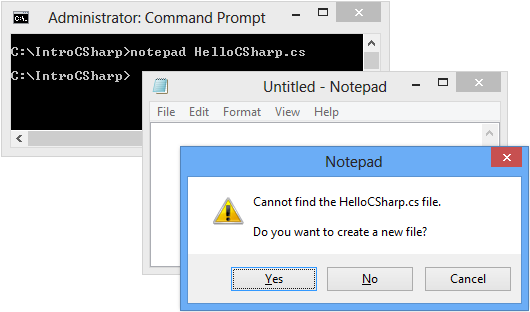 Administrator: Command Prompt
C:\IntroCSharp>notepad HelloCSharp.cs
C:\IntroCSharp>
Untitled - Notepad
File Edit Format View Help
Notepad
Cannot find the HelloCSharp.cs file.
Do you want to create a new file?
Yes No Cancel